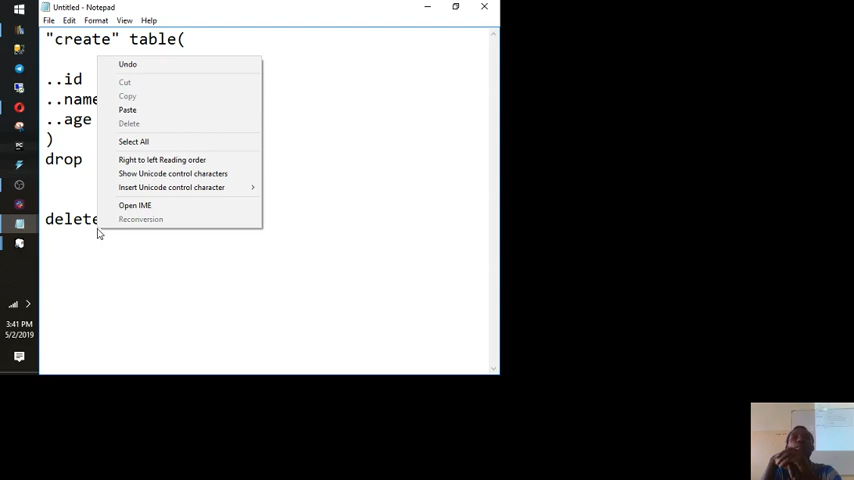 Untitled - Notepad
File Edit Format View Help
"create" table(
..id
..name
..age
)
drop
delete
Undo
Cut
Copy
Paste
Delete
Select All
Right to left Reading order
Show Unicode control characters
Insert Unicode control character
Open IME
Reconversion
PC
3:41 PM
5/2/2019